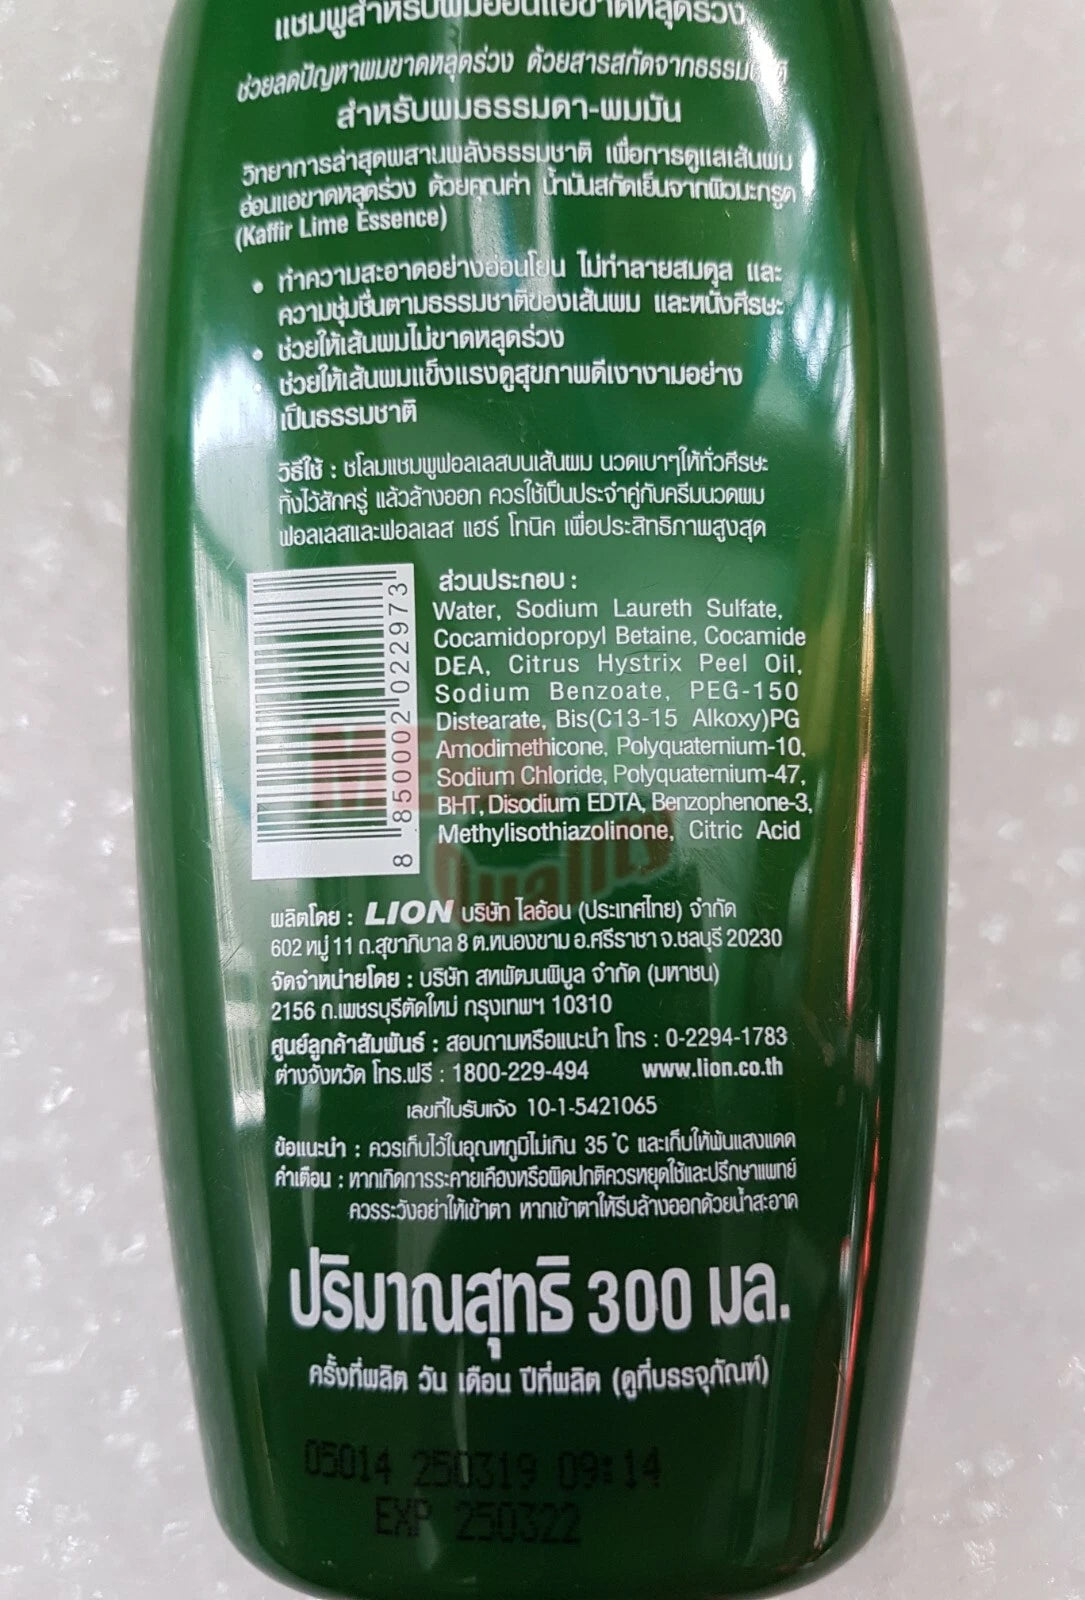 แชมพูสำหรับผมอ่อนแอขาดหลุดร่วง
ช่วยลดปัญหาผมขาดหลุดร่วง ด้วยสารสกัดจากธรรมชาติ
สำหรับผมธรรมดา-ผมมัน
วิทยาการล่าสุดผสานพลังธรรมชาติ เพื่อการดูแลเส้นผม
อ่อนแอขาดหลุดร่วง ด้วยคุณค่า น้ำมันสกัดเย็นจากผิวมะกรูด
(Kaffir Lime Essence)
• ทำความสะอาดอย่างอ่อนโยน ไม่ทำลายสมดุล และ
ความชุ่มชื่นตามธรรมชาติของเส้นผม และหนังศีรษะ
• ช่วยให้เส้นผมไม่ขาดหลุดร่วง
• ช่วยให้เส้นผมแข็งแรงดูสุขภาพดีเงางามอย่าง
เป็นธรรมชาติ
วิธีใช้ : ชโลมแชมพูฟอลเลสบนเส้นผม นวดเบาๆให้ทั่วศีรษะ
ทิ้งไว้สักครู่ แล้วล้างออก ควรใช้เป็นประจำคู่กับครีมนวดผม
ฟอลเลสและฟอลเลส แฮร์ โทนิค เพื่อประสิทธิภาพสูงสุด
8 850002 022973
ส่วนประกอบ :
Water, Sodium Laureth Sulfate,
Cocamidopropyl Betaine, Cocamide
DEA, Citrus Hystrix Peel Oil,
Sodium Benzoate, PEG-150
Distearate, Bis(C13-15 Alkoxy)PG
Amodimethicone, Polyquaternium-10,
Sodium Chloride, Polyquaternium-47,
BHT, Disodium EDTA, Benzophenone-3,
Methylisothiazolinone, Citric Acid
MEGA
Quality
ผลิตโดย : LION บริษัท ไลอ้อน (ประเทศไทย) จำกัด
602 หมู่ 11 ถ.สุขาภิบาล 8 ต.หนองขาม อ.ศรีราชา จ.ชลบุรี 20230
จัดจำหน่ายโดย : บริษัท สหพัฒนพิบูล จำกัด (มหาชน)
2156 ถ.เพชรบุรีตัดใหม่ กรุงเทพฯ 10310
ศูนย์ลูกค้าสัมพันธ์ : สอบถามหรือแนะนำ โทร : 0-2294-1783
ต่างจังหวัด โทร.ฟรี : 1800-229-494 www.lion.co.th
เลขที่ใบรับแจ้ง 10-1-5421065
ข้อแนะนำ : ควรเก็บไว้ในอุณหภูมิไม่เกิน 35 °C และเก็บให้พ้นแสงแดด
คำเตือน : หากเกิดการระคายเคืองหรือผิดปกติควรหยุดใช้และปรึกษาแพทย์
ควรระวังอย่าให้เข้าตา หากเข้าตาให้รีบล้างออกด้วยน้ำสะอาด
ปริมาณสุทธิ 300 มล.
ครั้งที่ผลิต วัน เดือน ปีที่ผลิต (ดูที่บรรจุภัณฑ์)
05014 250319 09:14
EXP 250322